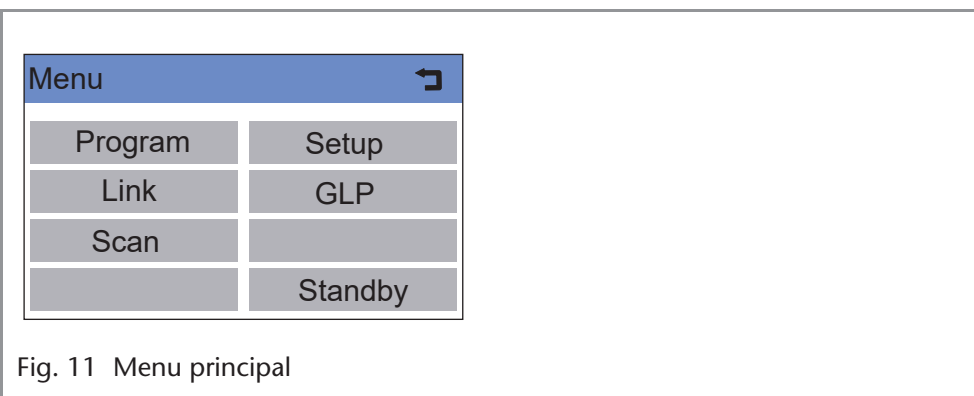 Menu
Program Setup
Link GLP
Scan
Standby
Fig. 11 Menu principal